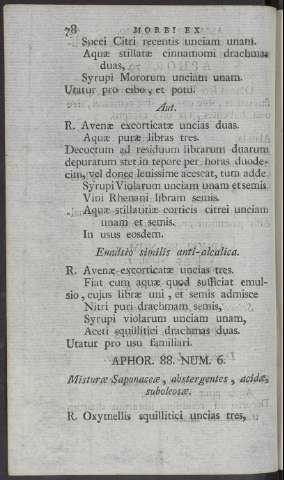 78 MORBI EX
Succi Citri recentis unciam unam.
Aquæ stillatæ cinnamomi drachmas
duas,
Syrupi Mororum unciam unam.
Utatur pro cibo, et potu.
Aut.
R. Avenæ excorticatæ uncias duas.
Aquæ puræ libras tres.
Decoctum ad residuum librarum duarum
depuratum stet in tepore per horas duode-
cim, vel donec leuissime acescat, tum adde
Syrupi Violarum unciam unam et semis.
Vini Rhenani libram semis.
Aquæ stillatitiæ corticis citrei unciam
unam et semis.
In usus eosdem.
Emulsio similis anti-alcalica.
R. Avenæ excorticatæ uncias tres.
Fiat cum aquæ quod sufficiat emul-
sio, cujus libræ uni, et semis admisce
Nitri puri drachmam semis,
Syrupi violarum unciam unam,
Aceti squillitici drachmas duas.
Utatur pro usu familiari.
APHOR. 88. NUM. 6.
Misturæ Saponaceæ, abstergentes, acidæ,
suboleosæ.
R. Oxymellis squillitici uncias tres,